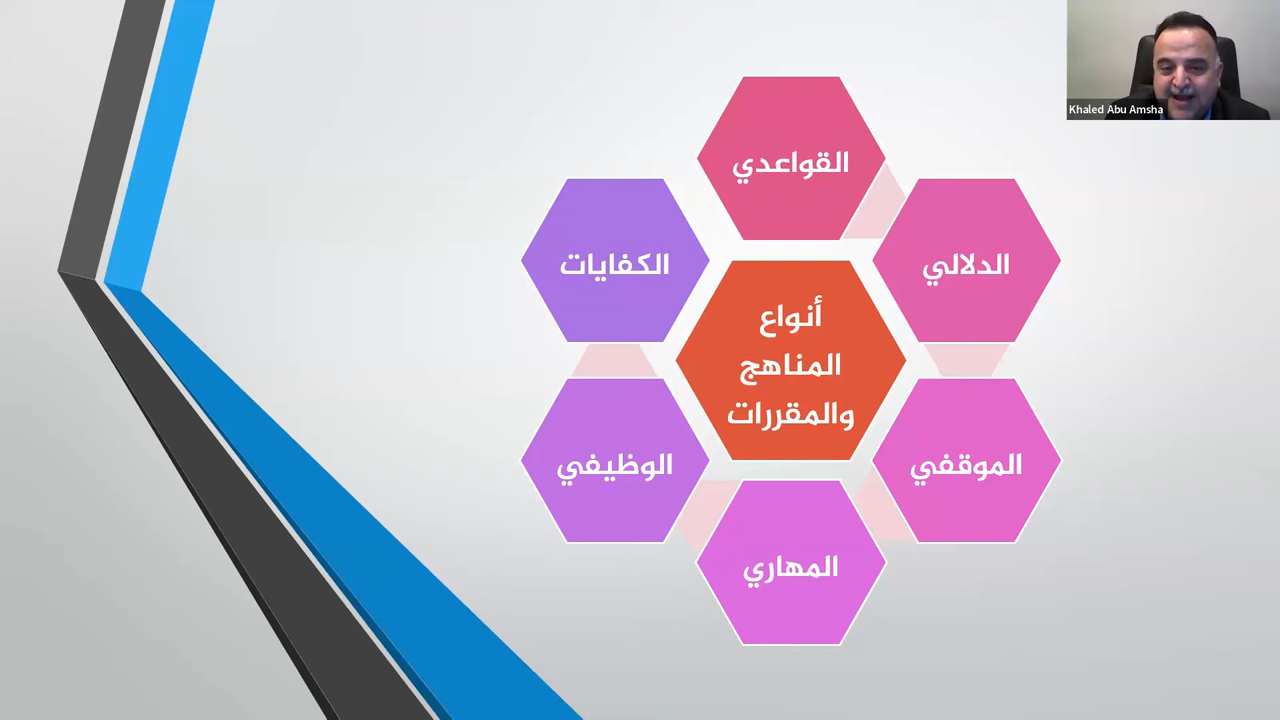 Khaled Abu Amsha
القواعدي
الدلالي
الكفايات
أنواع
المناهج
والمقررات
الموقفي
الوظيفي
المهاري